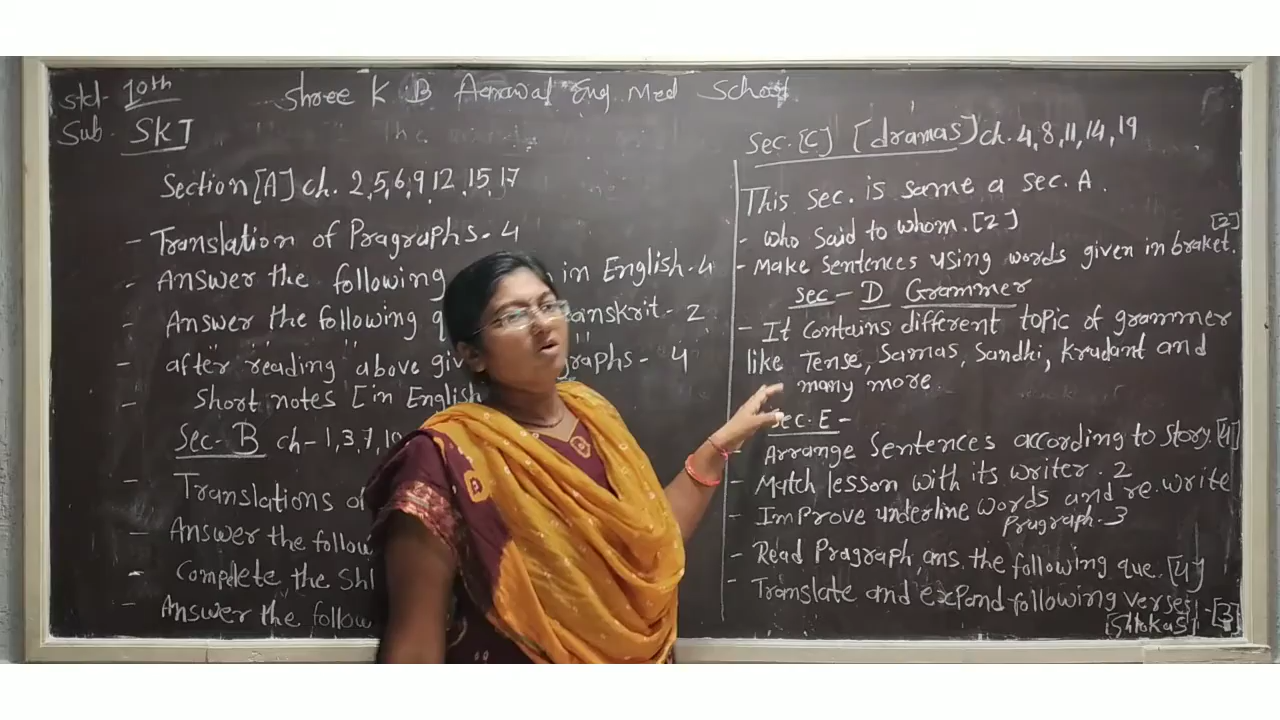 Std- 10th
Shree K B Agrawal Eng Med School
Sub. SKT
Section [A] ch. 2,5,6,9,12,15,17
- Translation of Pragraphs - 4
- Answer the following in English - 4
- Answer the following anskrit - 2
- after reading above giv graphs - 4
- Short notes [in English
Sec-B ch-1,3,7,10
- Translations of
- Answer the follow
- Complete the Shl
- Answer the follow
Sec.[C] [dramas] ch. 4,8,11,14,19
This sec. is same a sec. A.
- who said to whom. [2]
- Make sentences using words given in braket. [2]
Sec - D Grammer
- It contains different topic of grammer
like Tense, Samas, Sandhi, Krudant and
many more.
Sec. E -
Arrange sentences according to story. [4]
- Match lesson with its writer. 2
- Improve underline words and re.write
Prugraph-3
- Read Pragraph, ans. the following que. [4]
- Translate and expand following verses - [3]
[Shlokas]